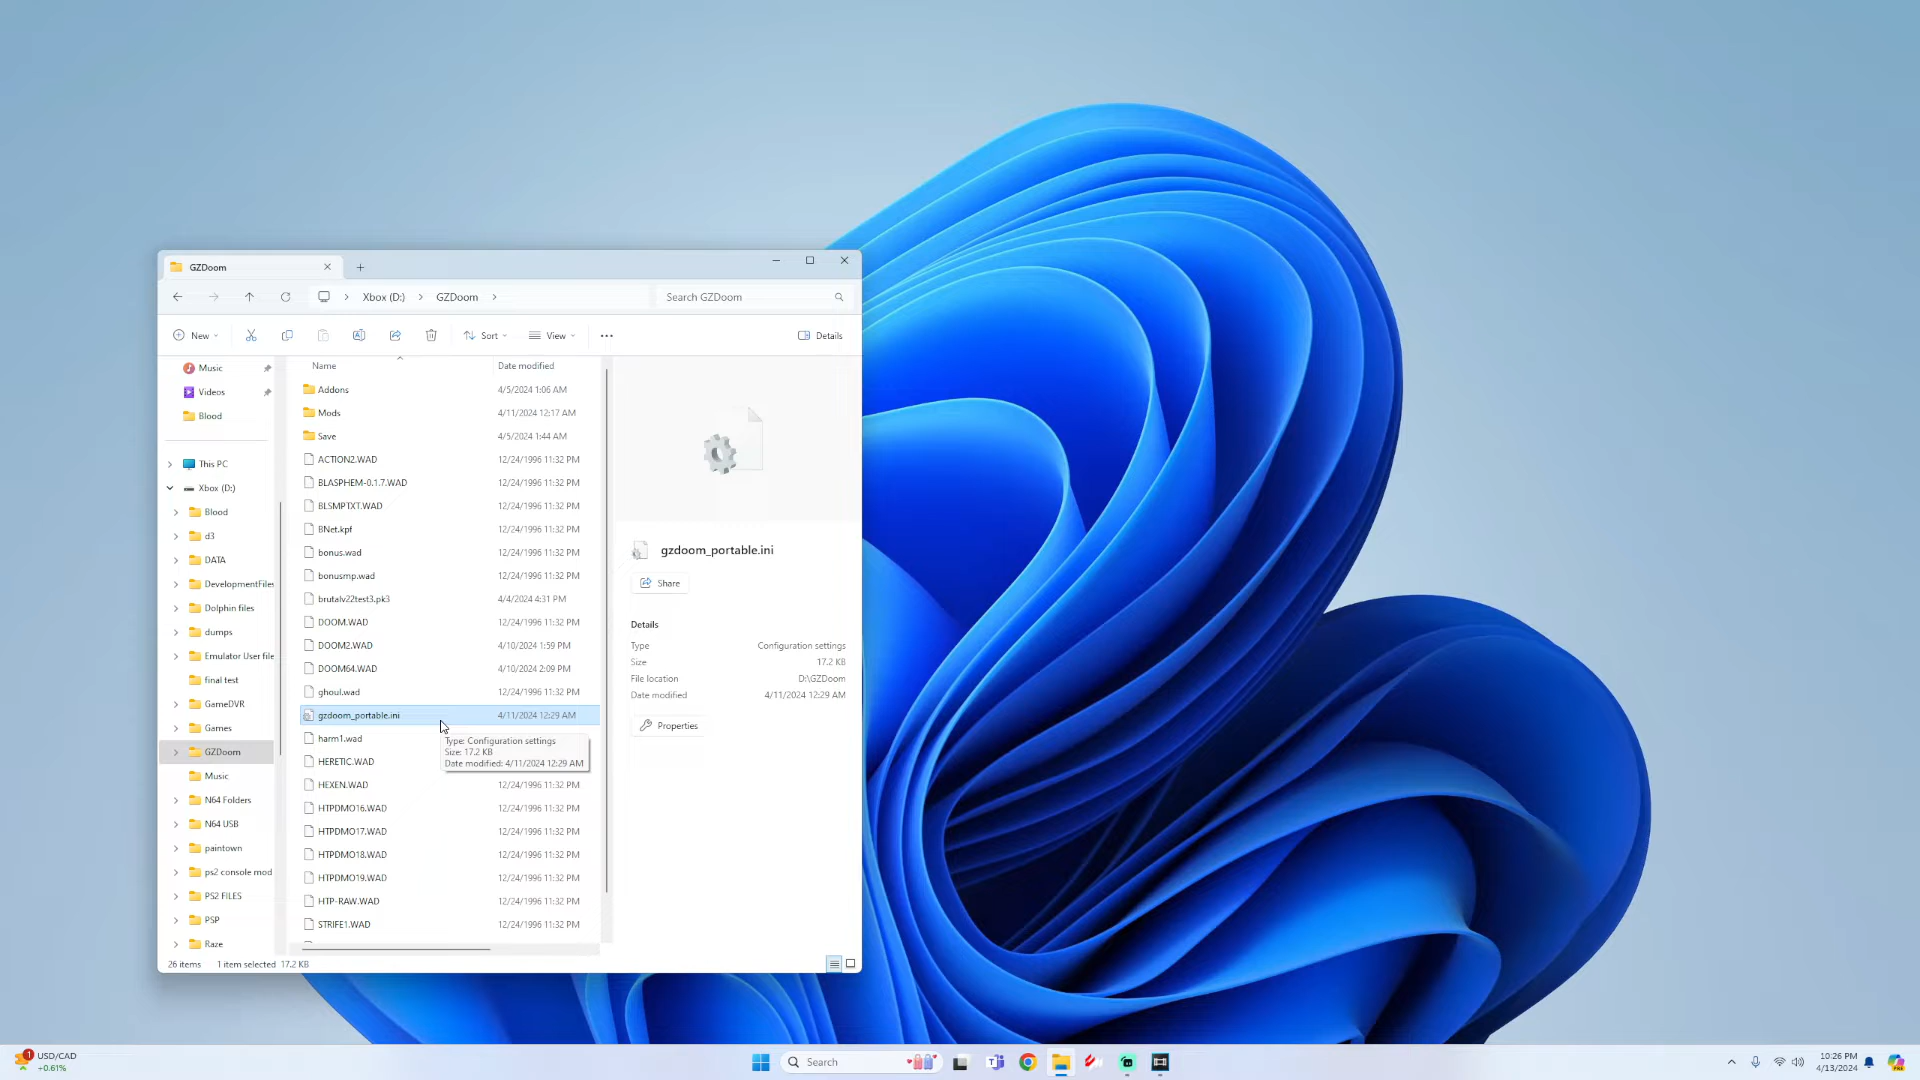 GZDoom
Xbox (D:) GZDoom Search GZDoom
New Sort View Details
Name Date modified
Music
Videos
Blood
This PC
Xbox (D:)
Blood
d3
DATA
DevelopmentFiles
Dolphin files
dumps
Emulator User file
final test
GameDVR
Games
GZDoom
Music
N64 Folders
N64 USB
paintown
ps2 console mod
PS2 FILES
PSP
Raze
Addons 4/5/2024 1:06 AM
Mods 4/11/2024 12:17 AM
Save 4/5/2024 1:44 AM
ACTION2.WAD 12/24/1996 11:32 PM
BLASPHEM-0.1.7.WAD 12/24/1996 11:32 PM
BLSMPTXT.WAD 12/24/1996 11:32 PM
BNet.kpf 12/24/1996 11:32 PM
bonus.wad 12/24/1996 11:32 PM
bonusmp.wad 12/24/1996 11:32 PM
brutalv22test3.pk3 4/4/2024 4:31 PM
DOOM.WAD 12/24/1996 11:32 PM
DOOM2.WAD 4/10/2024 1:59 PM
DOOM64.WAD 4/10/2024 2:09 PM
ghoul.wad 12/24/1996 11:32 PM
gzdoom_portable.ini 4/11/2024 12:29 AM
harm1.wad
HERETIC.WAD
HEXEN.WAD 12/24/1996 11:32 PM
HTPDMO16.WAD 12/24/1996 11:32 PM
HTPDMO17.WAD 12/24/1996 11:32 PM
HTPDMO18.WAD 12/24/1996 11:32 PM
HTPDMO19.WAD 12/24/1996 11:32 PM
HTP-RAW.WAD 12/24/1996 11:32 PM
STRIFE1.WAD 12/24/1996 11:32 PM
Type: Configuration settings
Size: 17.2 KB
Date modified: 4/11/2024 12:29 AM
gzdoom_portable.ini
Share
Details
Type Configuration settings
Size 17.2 KB
File location D:\GZDoom
Date modified 4/11/2024 12:29 AM
Properties
26 items 1 item selected 17.2 KB
1
USD/CAD
+0.61%
Search
10:26 PM
4/13/2024